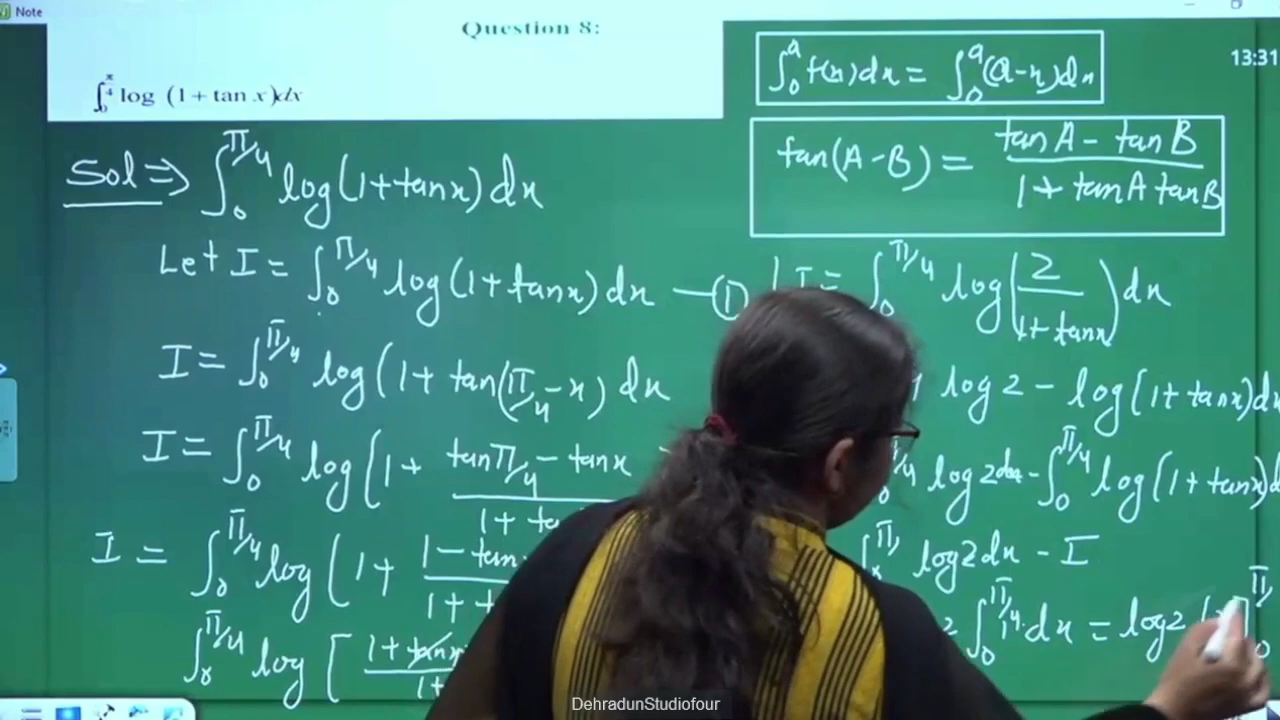 Note
Question 8:
∫₀^π/4 log (1 + tan x)dx
13:31
∫₀^a f(x)dx = ∫₀^a (a-x)dx
tan(A-B) = (tan A - tan B)/(1 + tan A tan B)
Sol ⇒ ∫₀^π/4 log(1+tanx) dx
Let I = ∫₀^π/4 log(1+tanx) dx —①
I = ∫₀^π/4 log(1+ tan(π/4 - x) dx
I = ∫₀^π/4 log(1+ tanπ/4 - tanx
1 + ta
I = ∫₀^π/4 log(1+ 1 - tan
1+t
∫₀^π/4 log[ 1+tanx
1+
I = ∫₀^π/4 log(2/(1+tanx)) dx
log 2 - log(1+tanx)dx
log2dx - ∫₀^π/4 log(1+tanx)d
log2dx - I
∫₀^π/4 1.dx = log2
DehradunStudiofour